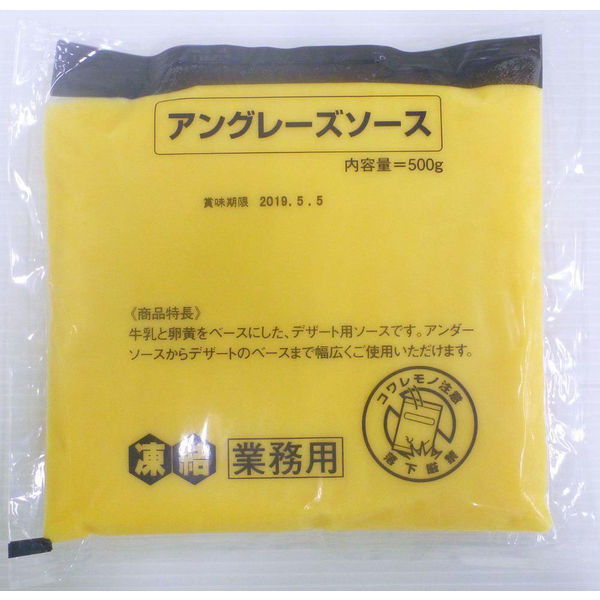 アングレーズソース
内容量＝500g
賞味期限 2019.5.5
《商品特長》
牛乳と卵黄をベースにした、デザート用ソースです。アンダー
ソースからデザートのベースまで幅広くご使用いただけます。
コワレモノ注意
落下厳禁
凍結 業務用